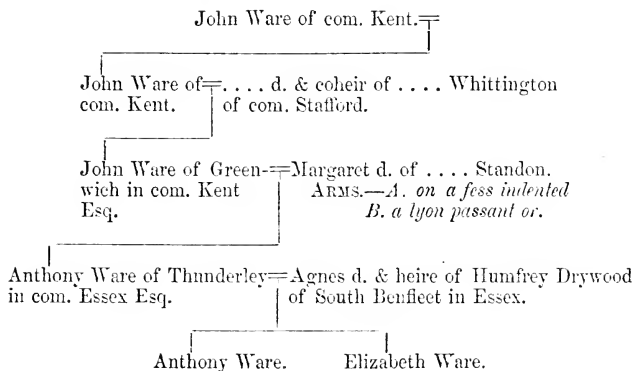 John Ware of com. Kent.
John Ware of .... d. & coheir of .... Whittington
com. Kent. of com. Stafford.
John Ware of Green- Margaret d. of .... Standon.
wich in com. Kent ARMS.—A. on a fess indented
Esq. B. a lyon passant or.
Anthony Ware of Thunderley Agnes d. & heire of Humfrey Drywood
in com. Essex Esq. of South Benfleet in Essex.
Anthony Ware. Elizabeth Ware.